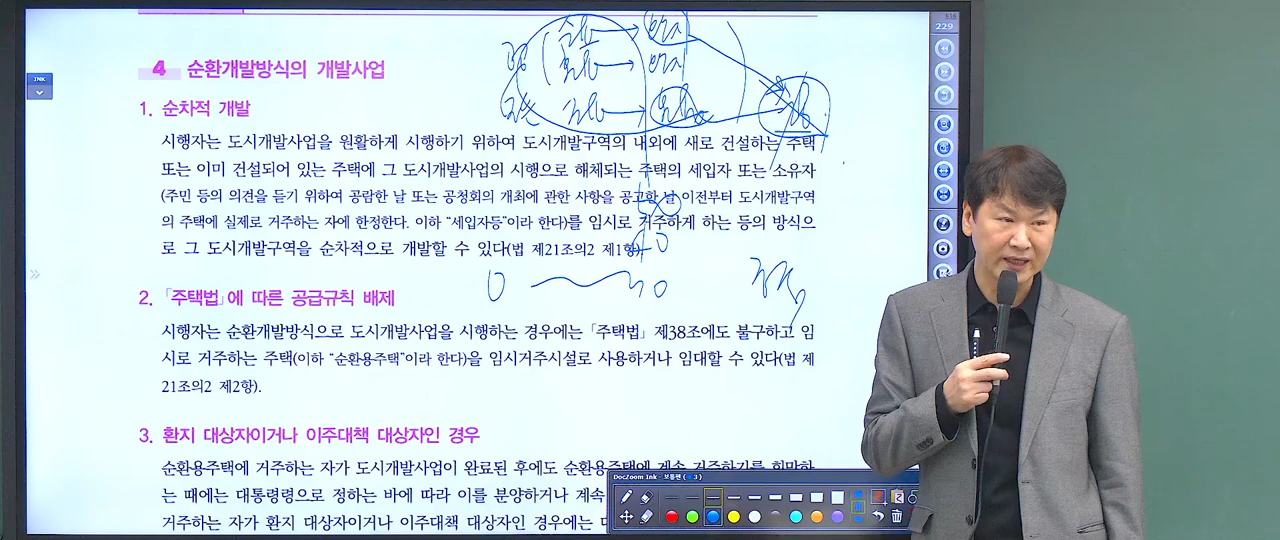 229
INK
4 순환개발방식의 개발사업
1. 순차적 개발
시행자는 도시개발사업을 원활하게 시행하기 위하여 도시개발구역의 내외에 새로 건설하는 주택
또는 이미 건설되어 있는 주택에 그 도시개발사업의 시행으로 해체되는 주택의 세입자 또는 소유자
(주민 등의 의견을 듣기 위하여 공람한 날 또는 공청회의 개최에 관한 사항을 공고한 날 이전부터 도시개발구역
의 주택에 실제로 거주하는 자에 한정한다. 이하 “세입자등”이라 한다)를 임시로 거주하게 하는 등의 방식으
로 그 도시개발구역을 순차적으로 개발할 수 있다(법 제21조의2 제1항).
2. 「주택법」에 따른 공급규칙 배제
시행자는 순환개발방식으로 도시개발사업을 시행하는 경우에는 「주택법」 제38조에도 불구하고 임
시로 거주하는 주택(이하 “순환용주택”이라 한다)을 임시거주시설로 사용하거나 임대할 수 있다(법 제
21조의2 제2항).
3. 환지 대상자이거나 이주대책 대상자인 경우
순환용주택에 거주하는 자가 도시개발사업이 완료된 후에도 순환용주택에 계속 거주하기를 희망하
는 때에는 대통령령으로 정하는 바에 따라 이를 분양하거나 계속
거주하는 자가 환지 대상자이거나 이주대책 대상자인 경우에는
DocZoom Ink - 보통펜 ( 3 )